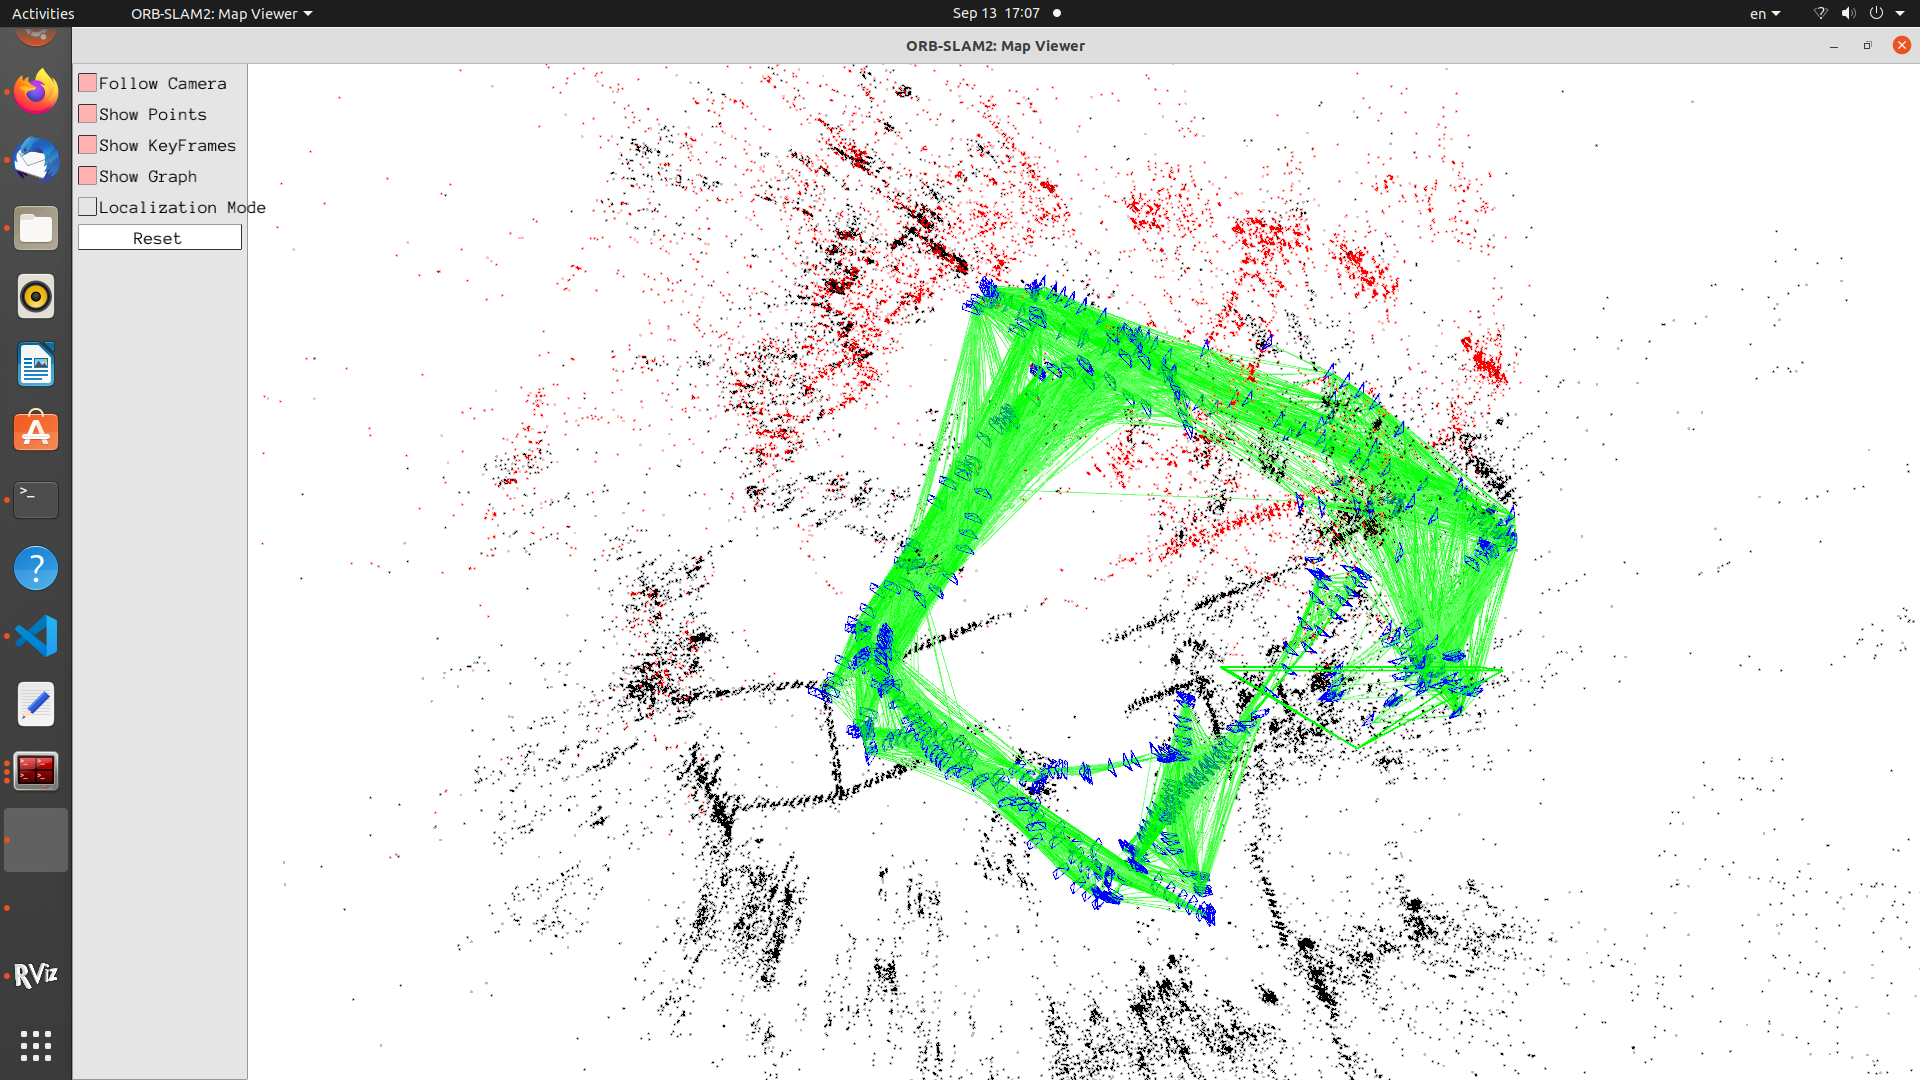 Activities
ORB-SLAM2: Map Viewer
Sep 13 17:07
en
ORB-SLAM2: Map Viewer
Follow Camera
Show Points
Show KeyFrames
Show Graph
Localization Mode
Reset
>_
?
RViz